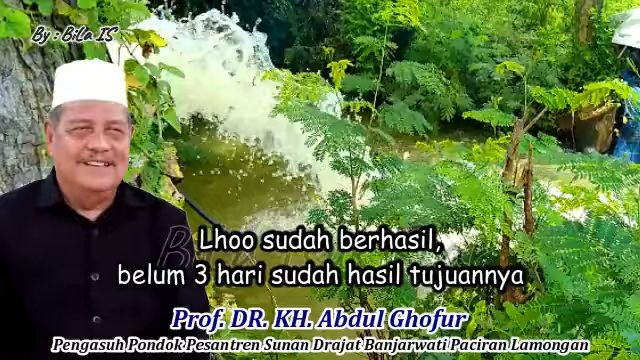 By : BiLa IS
Lhoo sudah berhasil,
belum 3 hari sudah hasil tujuannya
Prof. DR. KH. Abdul Ghofur
Pengasuh Pondok Pesantren Sunan Drajat Banjarwati Paciran Lamongan